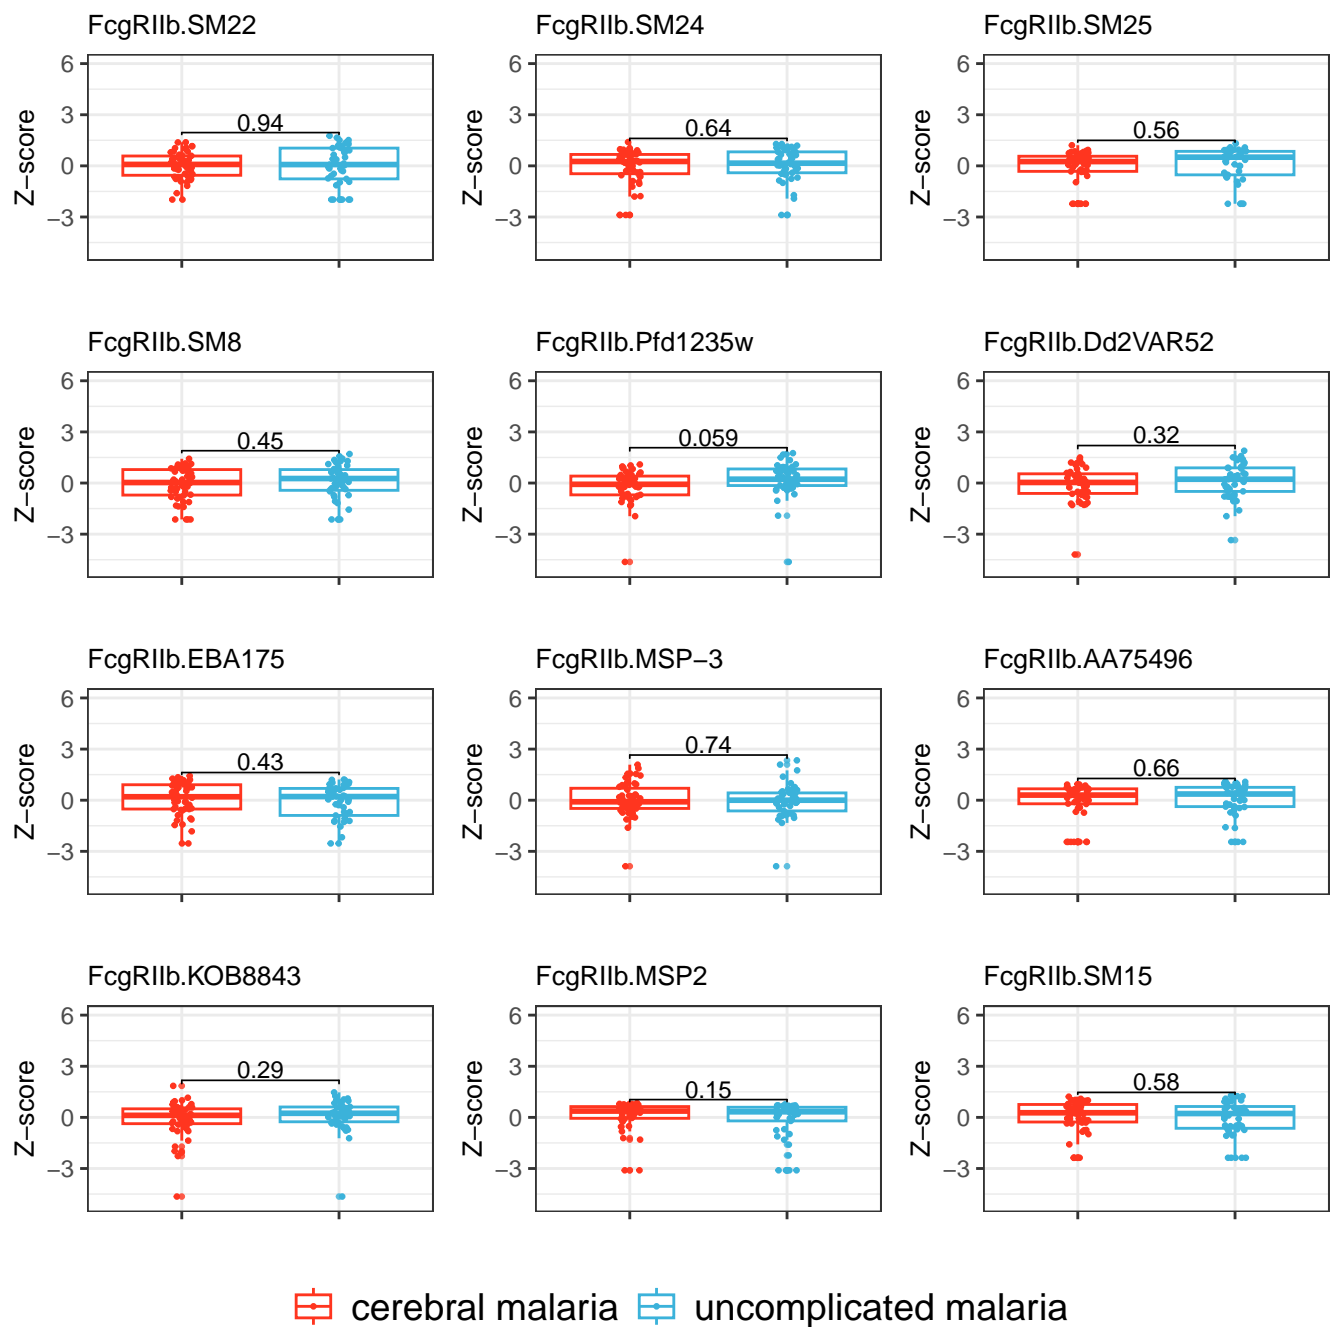 FcgRIIb.SM22
FcgRIIb.SM24
FcgRIIb.SM25
Z−score
6
3
0
−3
0.94
Z−score
6
3
0
−3
0.64
Z−score
6
3
0
−3
0.56
FcgRIIb.SM8
FcgRIIb.Pfd1235w
FcgRIIb.Dd2VAR52
Z−score
6
3
0
−3
0.45
Z−score
6
3
0
−3
0.059
Z−score
6
3
0
−3
0.32
FcgRIIb.EBA175
FcgRIIb.MSP−3
FcgRIIb.AA75496
Z−score
6
3
0
−3
0.43
Z−score
6
3
0
−3
0.74
Z−score
6
3
0
−3
0.66
FcgRIIb.KOB8843
FcgRIIb.MSP2
FcgRIIb.SM15
Z−score
6
3
0
−3
0.29
Z−score
6
3
0
−3
0.15
Z−score
6
3
0
−3
0.58
cerebral malaria uncomplicated malaria